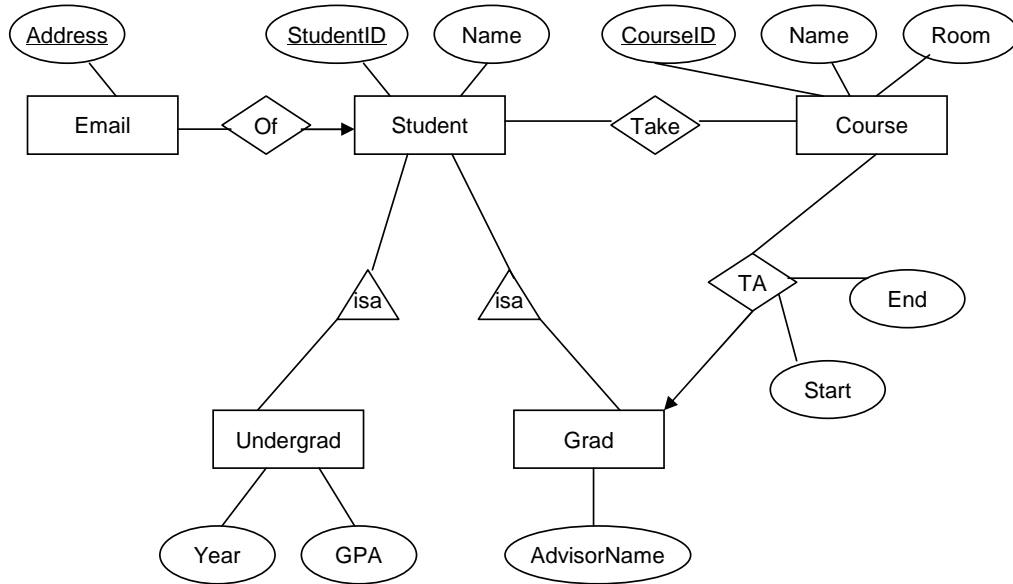 Address
StudentID
Name
CourseID
Name
Room
Email
Of
Student
Take
Course
isa
isa
TA
End
Start
Undergrad
Grad
Year
GPA
AdvisorName